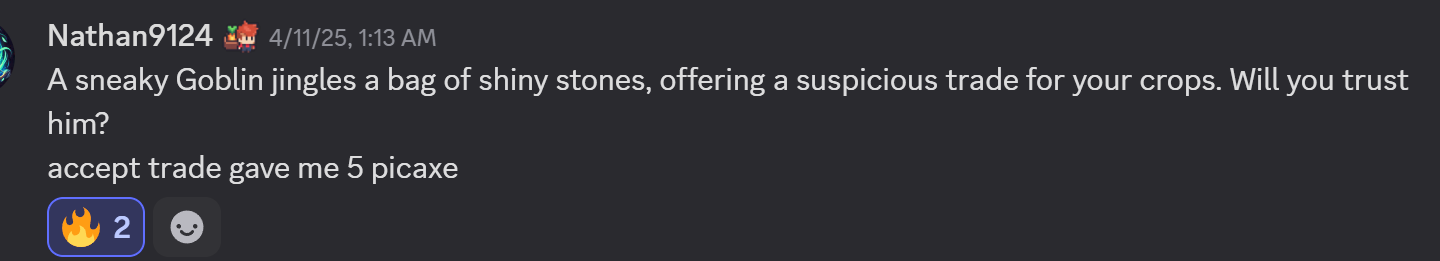 Nathan9124 4/11/25, 1:13 AM
A sneaky Goblin jingles a bag of shiny stones, offering a suspicious trade for your crops. Will you trust
him?
accept trade gave me 5 picaxe
2